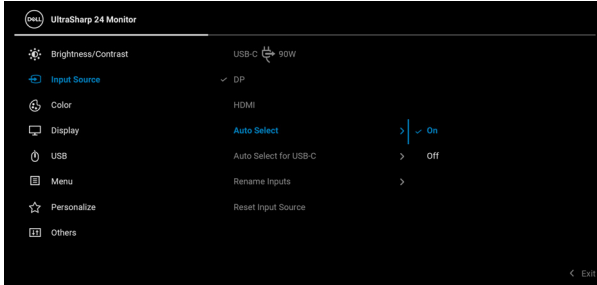 DELL UltraSharp 24 Monitor
Brightness/Contrast USB-C 90W
Input Source DP
Color HDMI
Display Auto Select On
USB Auto Select for USB-C Off
Menu Rename Inputs
Personalize Reset Input Source
Others
Exit